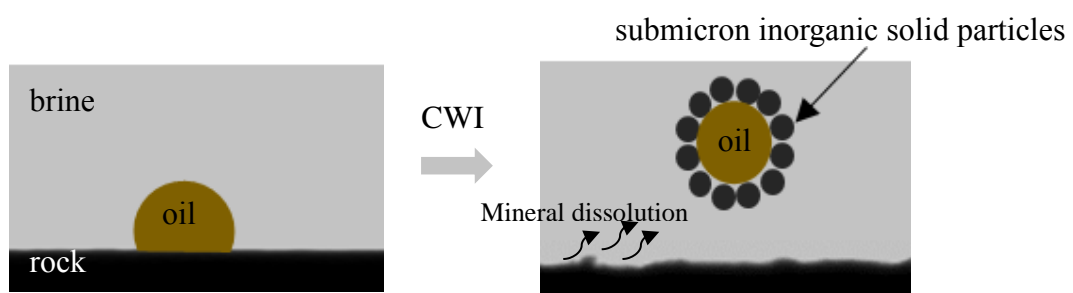 submicron inorganic solid particles
brine
CWI
oil
oil
Mineral dissolution
rock